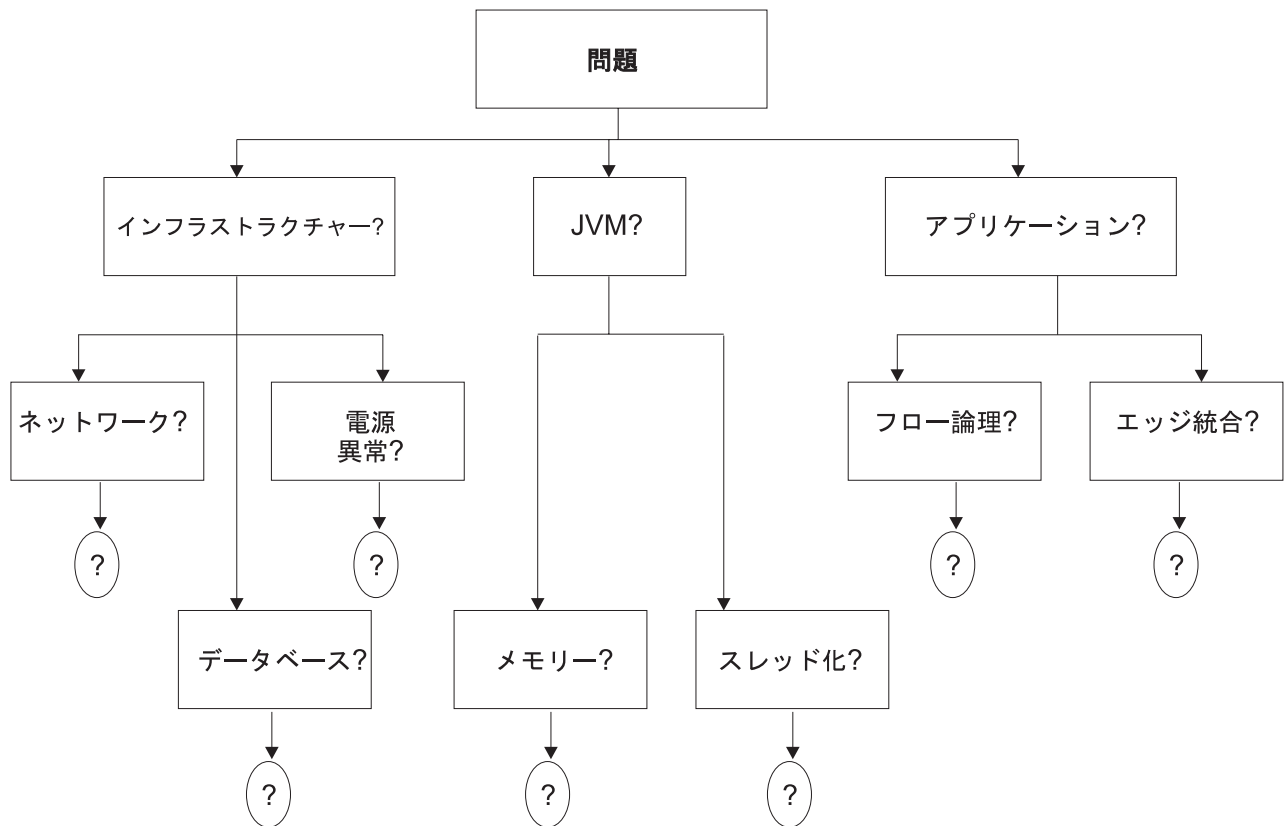 問題
インフラストラクチャー?
JVM?
アプリケーション?
ネットワーク?
電源
異常?
フロー論理?
エッジ統合?
?
?
?
?
データベース?
メモリー?
スレッド化?
?
?
?